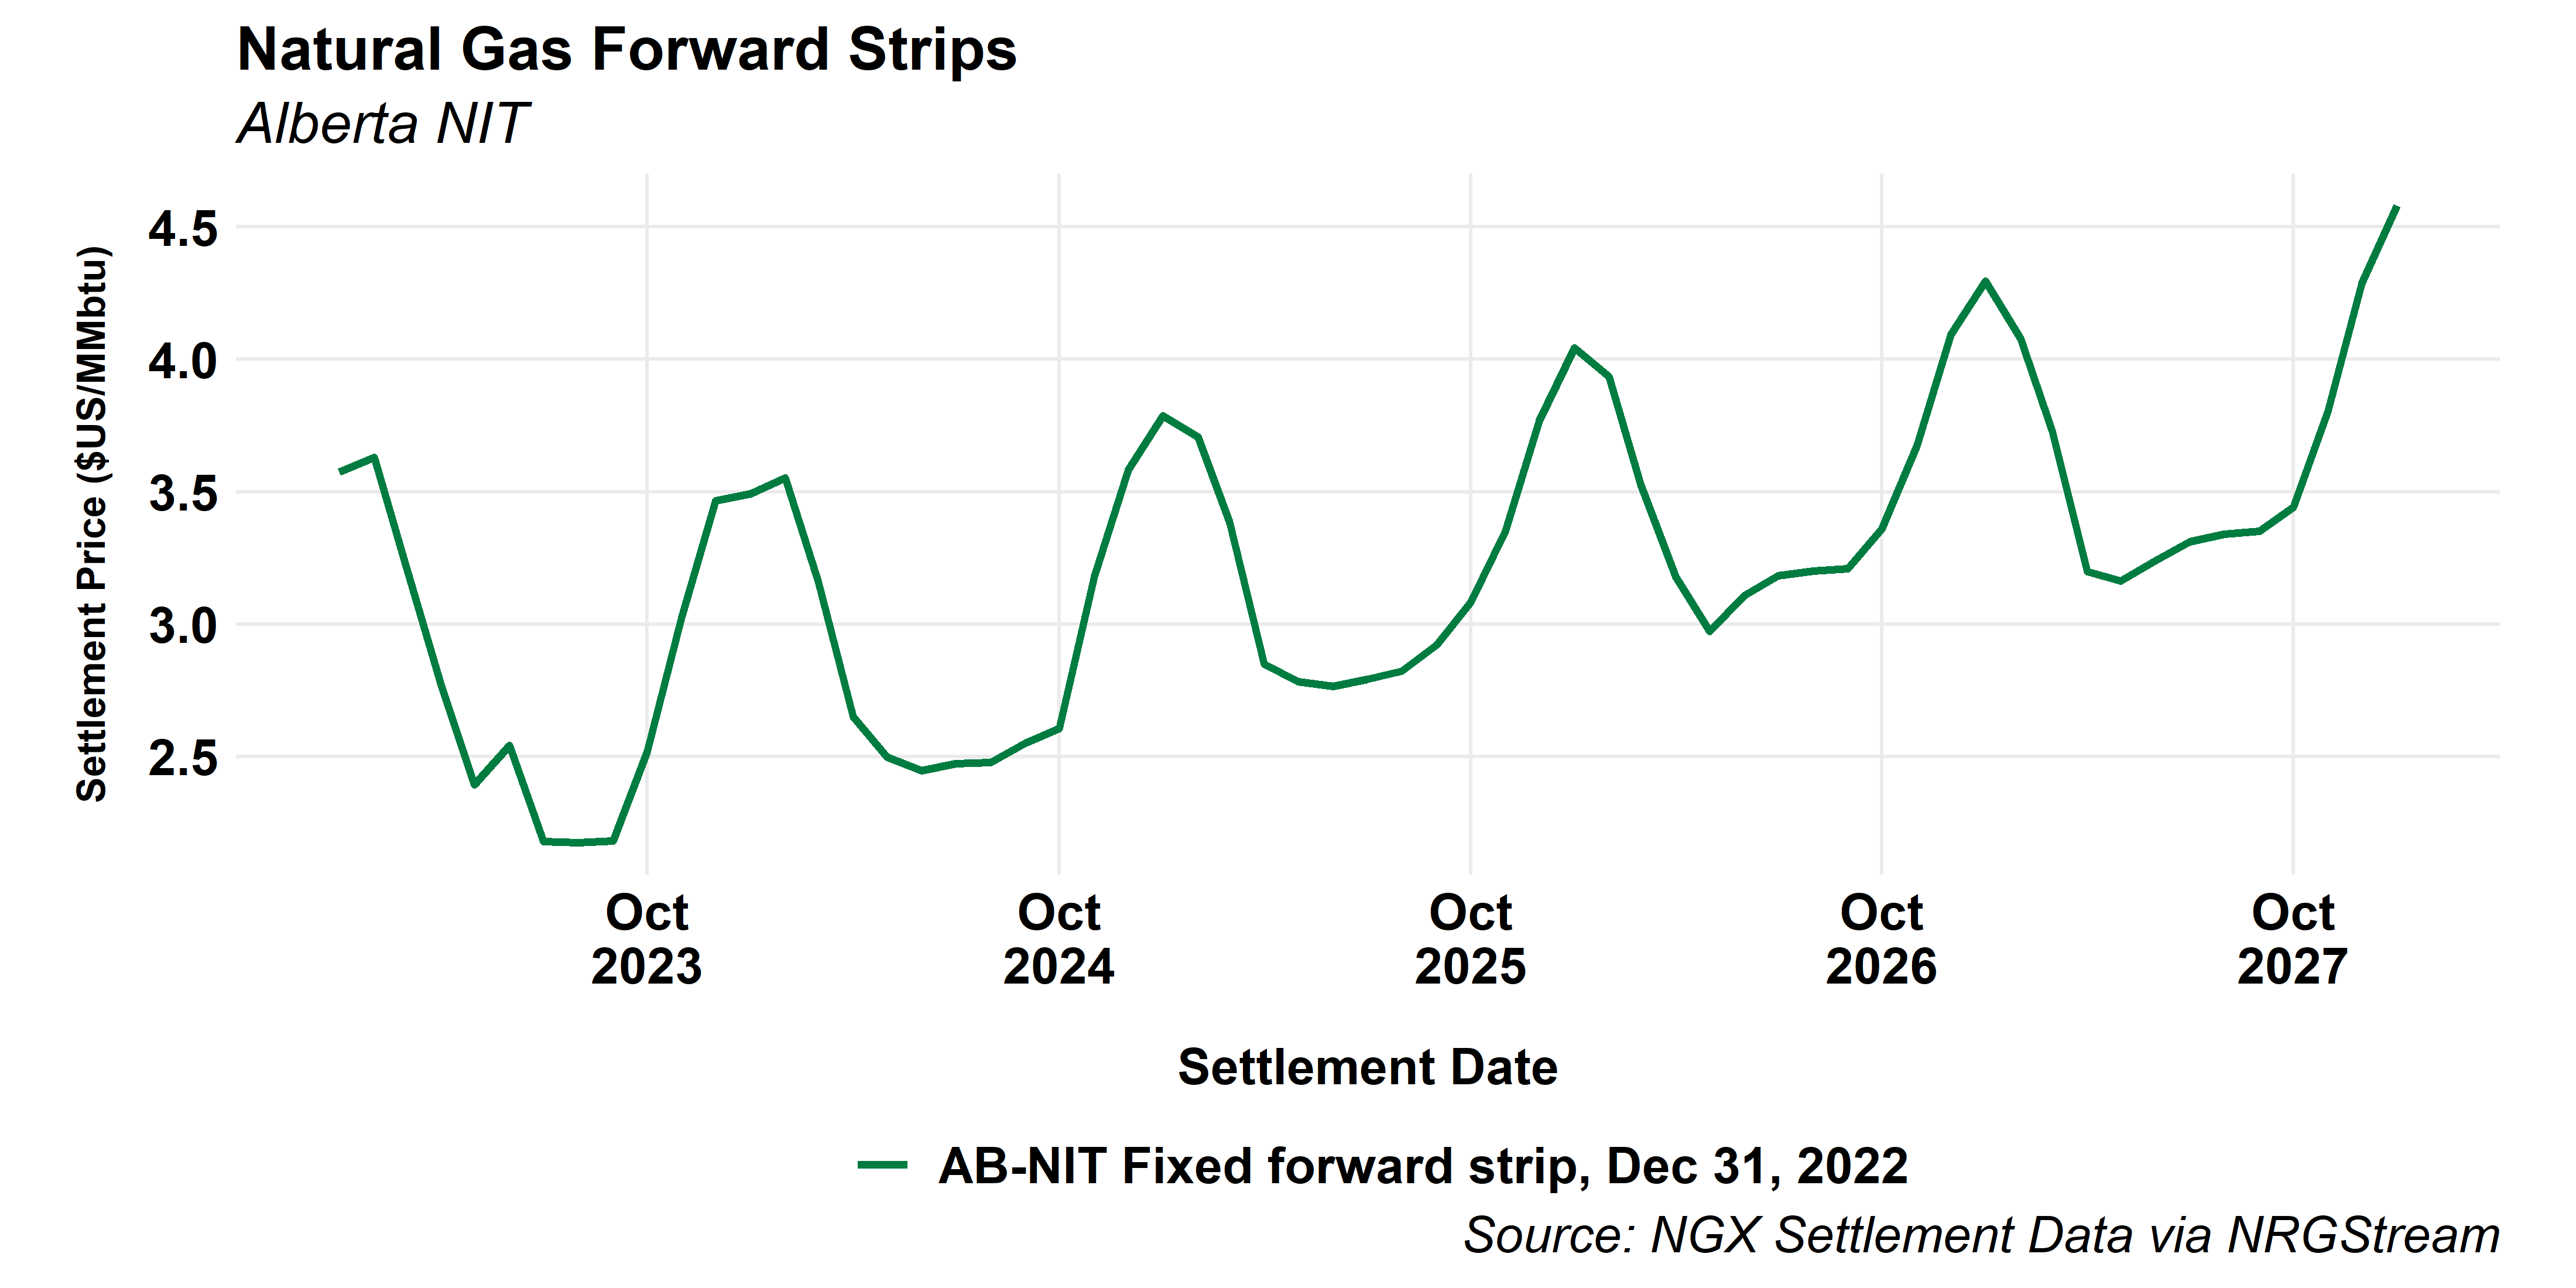 Natural Gas Forward Strips
Alberta NIT
Settlement Price ($US/MMbtu)
4.5
4.0
3.5
3.0
2.5
Oct Oct Oct Oct Oct
2023 2024 2025 2026 2027
Settlement Date
AB-NIT Fixed forward strip, Dec 31, 2022
Source: NGX Settlement Data via NRGStream